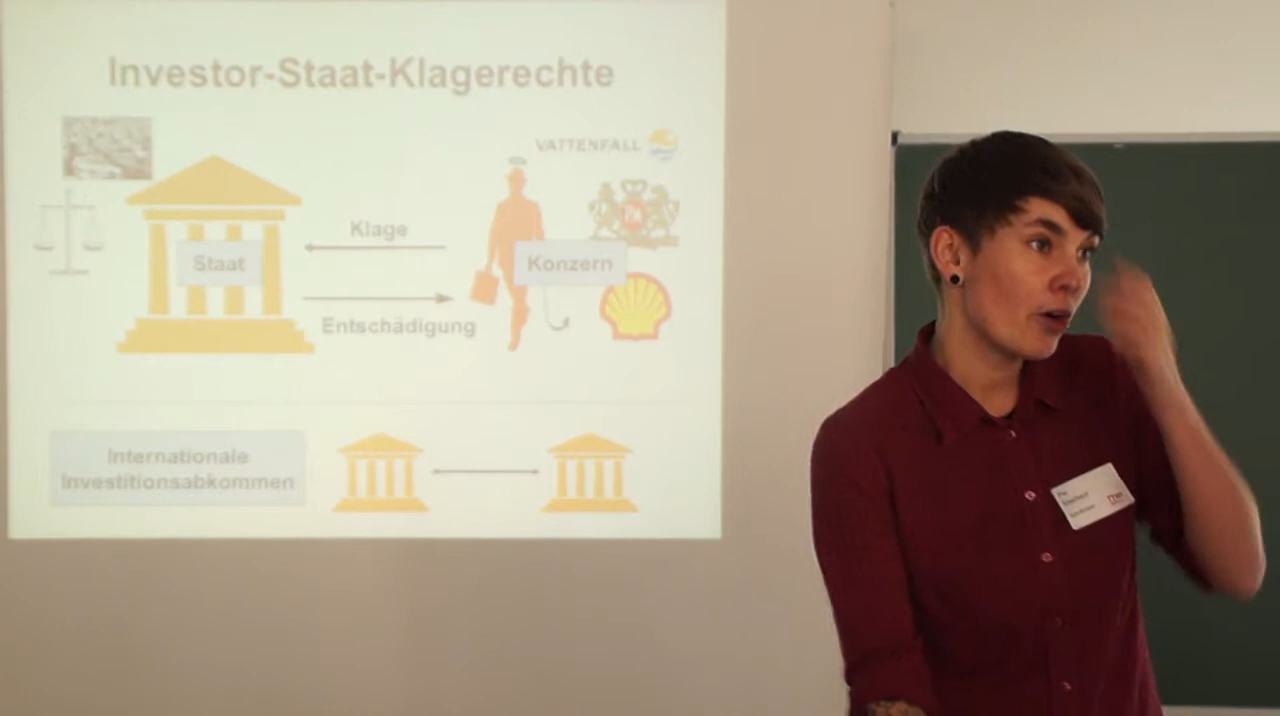 Investor-Staat-Klagerechte
VATTENFALL
Klage
Staat
Konzern
Entschädigung
Internationale
Investitionsabkommen